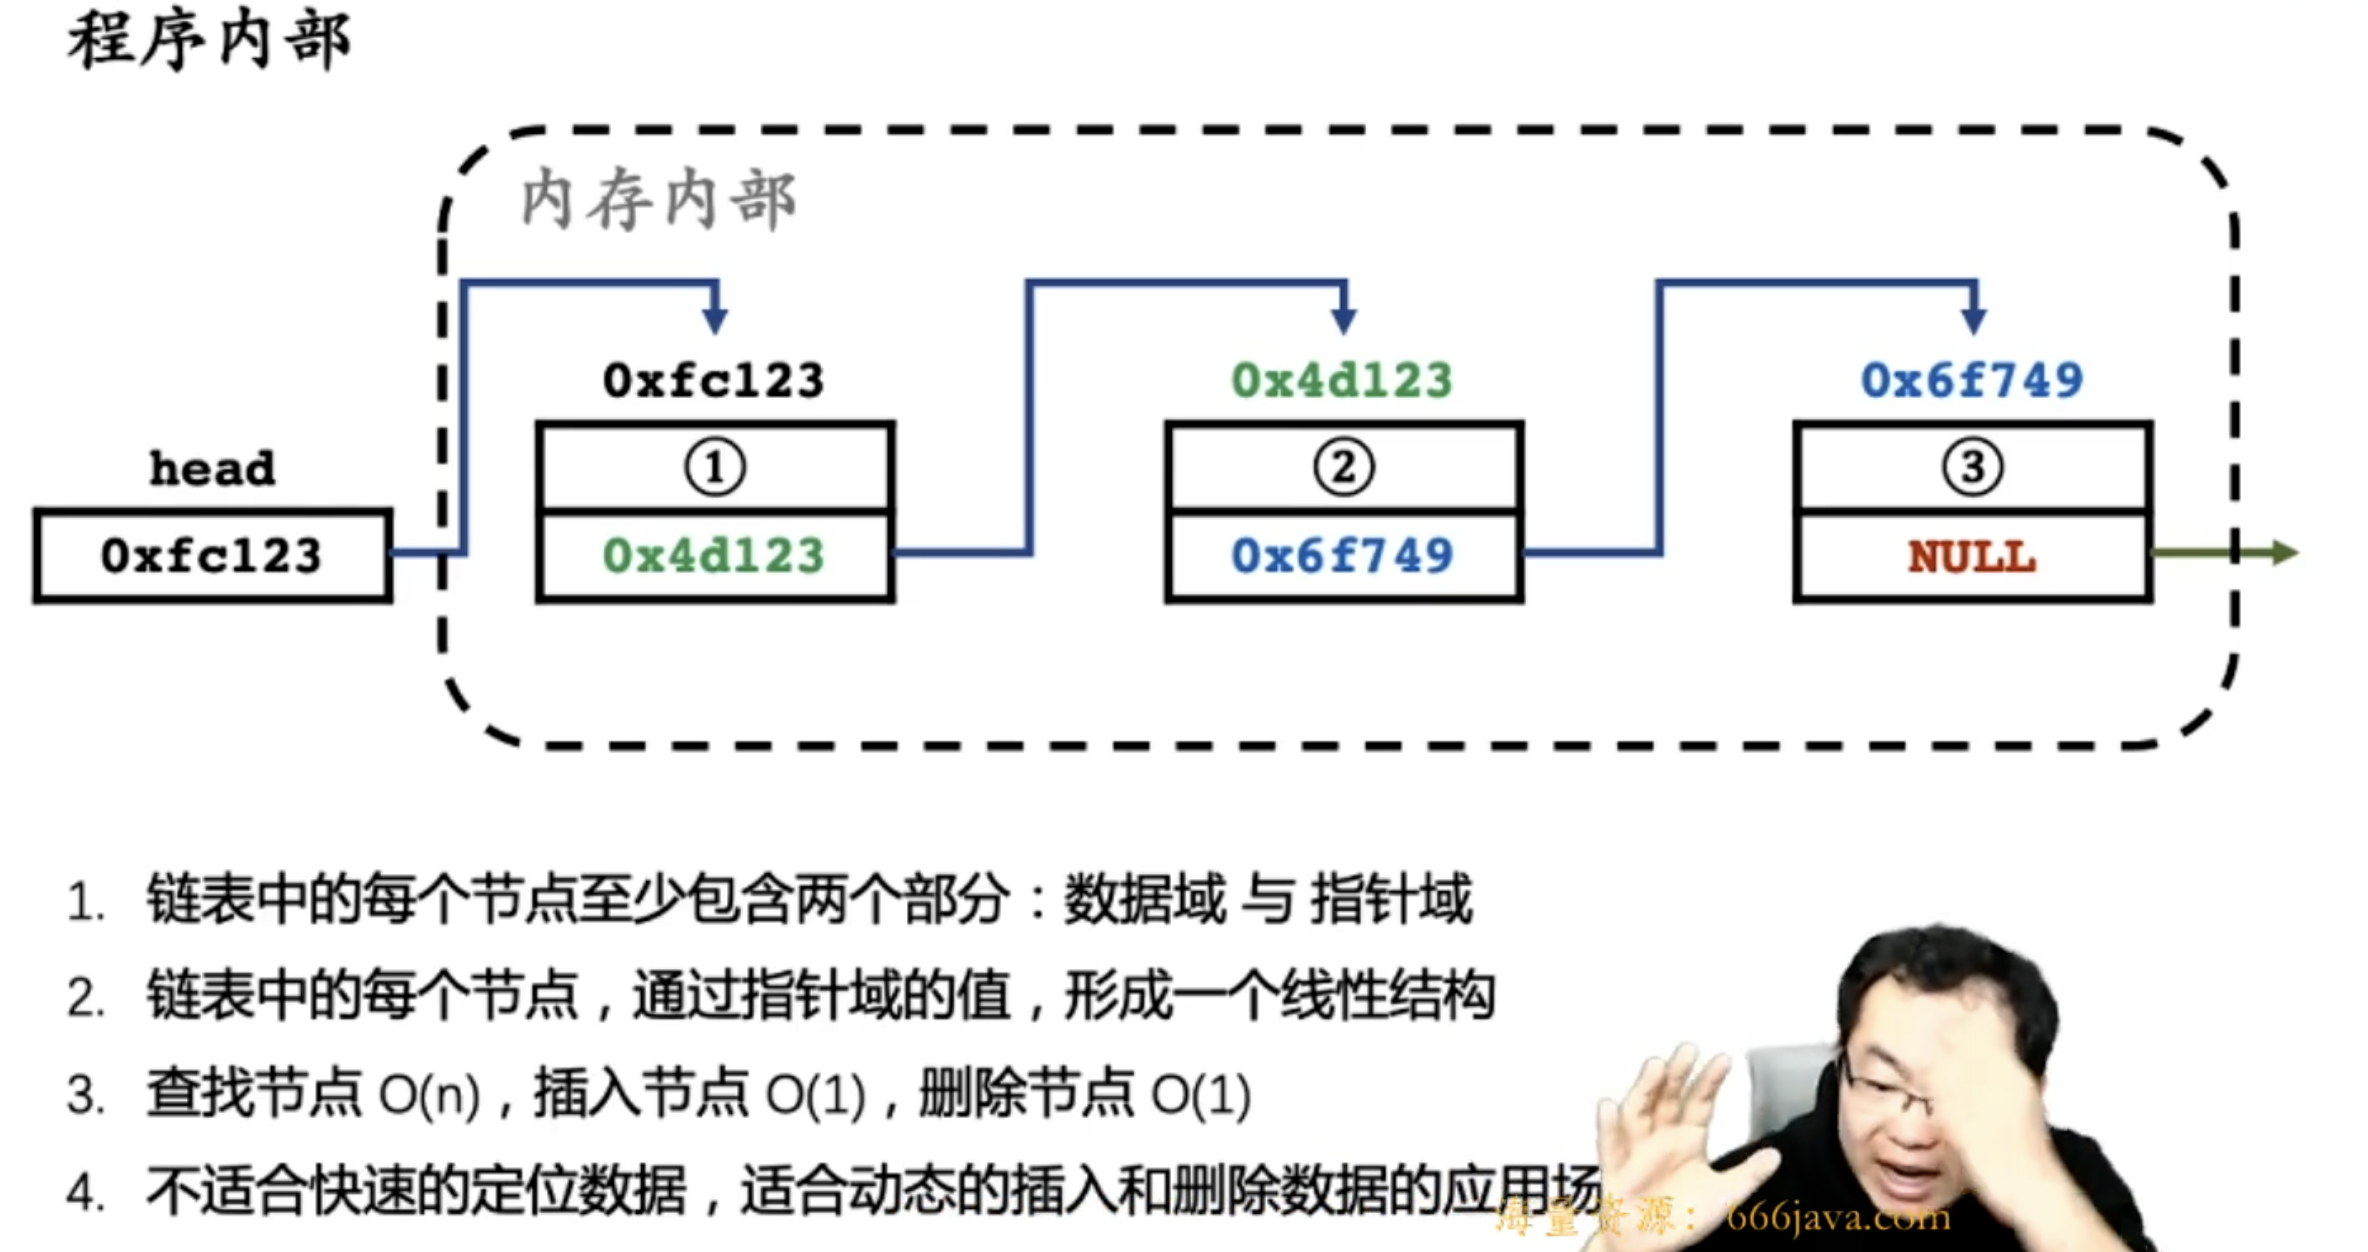 程序内部
内存内部
0xfc123
0x4d123
0x6f749
head
①
②
③
0xfc123
0x4d123
0x6f749
NULL
1. 链表中的每个节点至少包含两个部分：数据域 与 指针域
2. 链表中的每个节点，通过指针域的值，形成一个线性结构
3. 查找节点 O(n)，插入节点 O(1)，删除节点 O(1)
4. 不适合快速的定位数据，适合动态的插入和删除数据的应用场
海量资源：666java.com